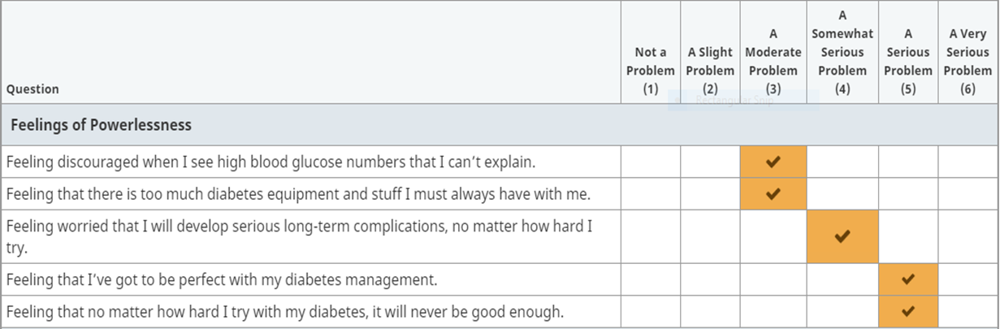 Question
Not a
Problem
(1)
A Slight
Problem
(2)
A
Moderate
Problem
(3)
A
Somewhat
Serious
Problem
(4)
A
Serious
Problem
(5)
A Very
Serious
Problem
(6)
Rectangular Snip
Feelings of Powerlessness
Feeling discouraged when I see high blood glucose numbers that I can’t explain.
Feeling that there is too much diabetes equipment and stuff I must always have with me.
Feeling worried that I will develop serious long-term complications, no matter how hard I
try.
Feeling that I’ve got to be perfect with my diabetes management.
Feeling that no matter how hard I try with my diabetes, it will never be good enough.